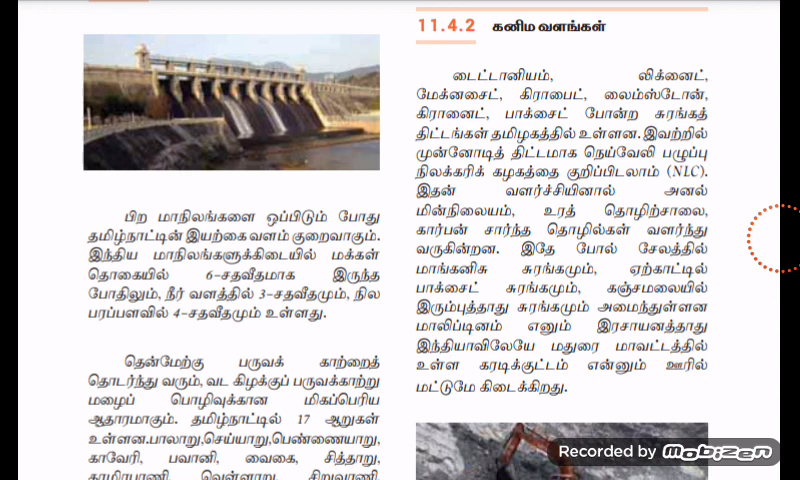 பிற மாநிலங்களை ஒப்பிடும் போது
தமிழ்நாட்டின் இயற்கை வளம் குறைவாகும்.
இந்திய மாநிலங்களுக்கிடையில் மக்கள்
தொகையில் 6-சதவீதமாக இருந்த
போதிலும், நீர் வளத்தில் 3-சதவீதமும், நில
பரப்பளவில் 4-சதவீதமும் உள்ளது.
தென்மேற்கு பருவக் காற்றைத்
தொடர்ந்து வரும், வட கிழக்குப் பருவக்காற்று
மழைப் பொழிவுக்கான மிகப்பெரிய
ஆதாரமாகும். தமிழ்நாட்டில் 17 ஆறுகள்
உள்ளன.பாலாறு,செய்யாறு,பெண்ணையாறு,
காவேரி, பவானி, வைகை, சித்தாறு,
தாமிரபரணி, வெள்ளாறு, சிறுவாணி,
11.4.2 கனிம வளங்கள்
டைட்டானியம், லிக்னைட்,
மேக்னசைட், கிராபைட், லைம்ஸ்டோன்,
கிரானைட், பாக்சைட் போன்ற சுரங்கத்
திட்டங்கள் தமிழகத்தில் உள்ளன. இவற்றில்
முன்னோடித் திட்டமாக நெய்வேலி பழுப்பு
நிலக்கரிக் கழகத்தை குறிப்பிடலாம் (NLC).
இதன் வளர்ச்சியினால் அனல்
மின்நிலையம், உரத் தொழிற்சாலை,
கார்பன் சார்ந்த தொழில்கள் வளர்ந்து
வருகின்றன. இதே போல் சேலத்தில்
மாங்கனிசு சுரங்கமும், ஏற்காட்டில்
பாக்சைட் சுரங்கமும், கஞ்சமலையில்
இரும்புத்தாது சுரங்கமும் அமைந்துள்ளன
மாலிப்டினம் எனும் இரசாயனத்தாது
இந்தியாவிலேயே மதுரை மாவட்டத்தில்
உள்ள கரடிக்குட்டம் என்னும் ஊரில்
மட்டுமே கிடைக்கிறது.
Recorded by Mobizen